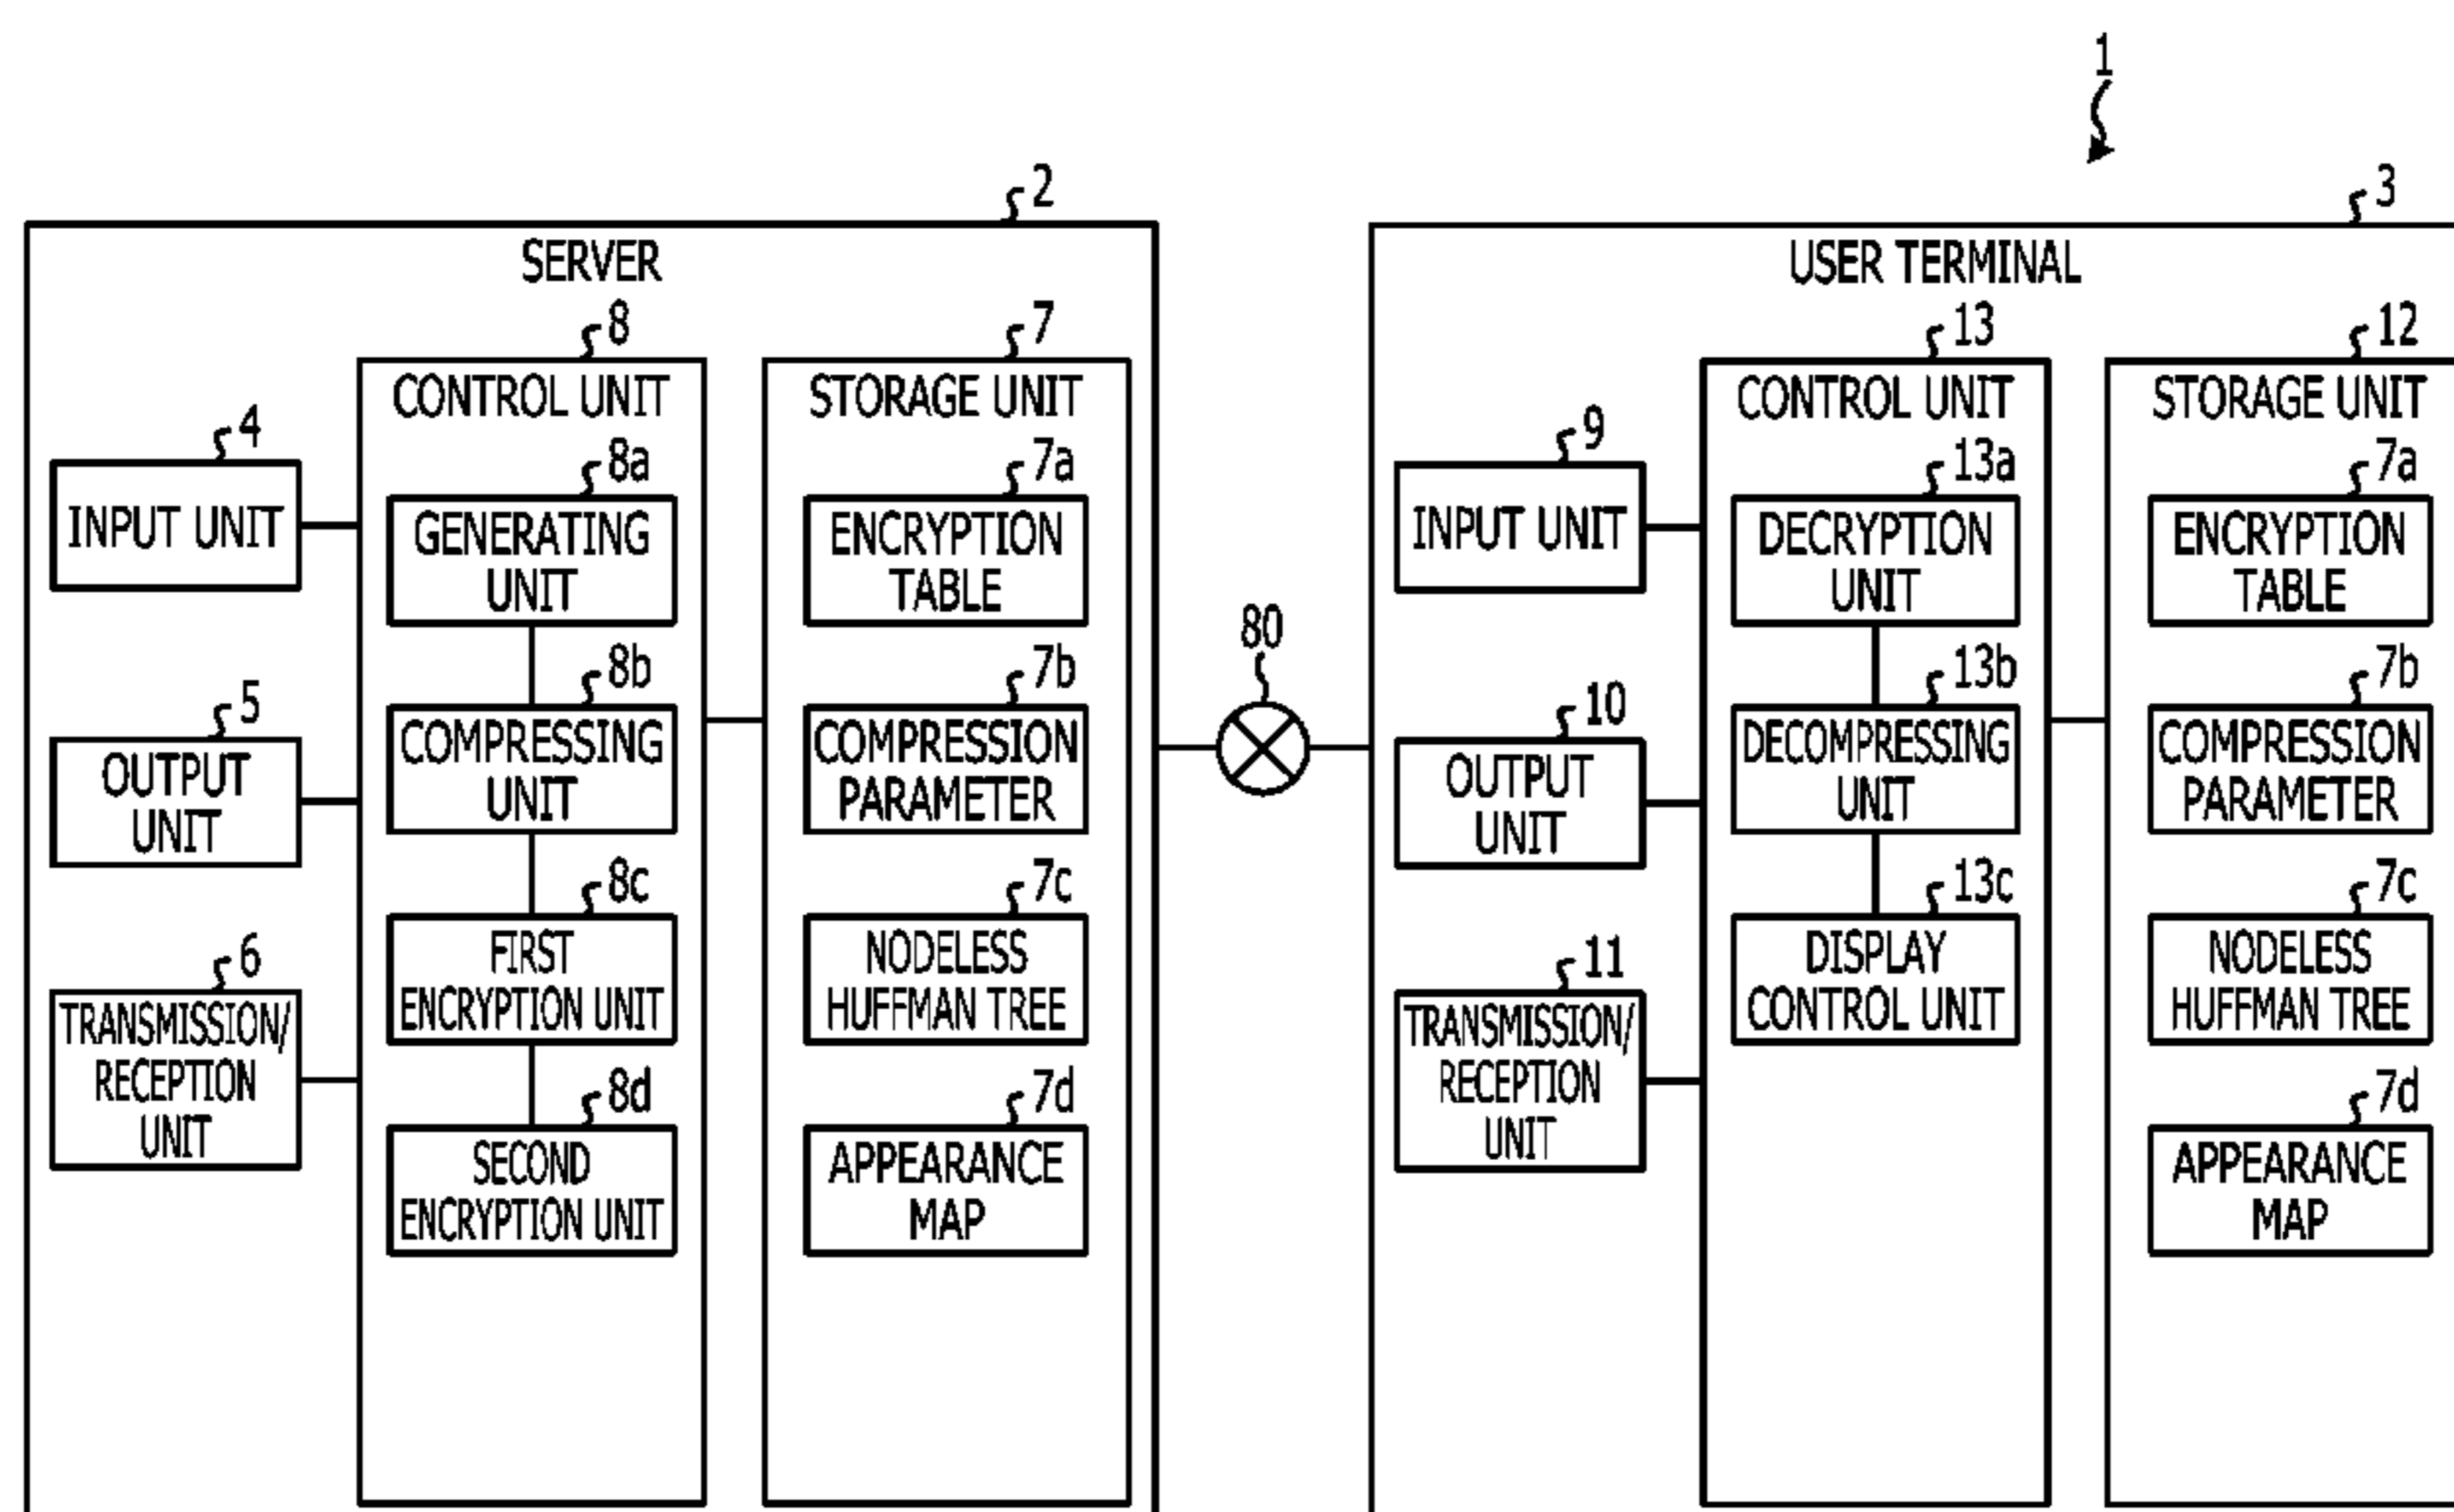 1
2
SERVER
8
CONTROL UNIT
7
STORAGE UNIT
4
INPUT UNIT
5
OUTPUT
UNIT
6
TRANSMISSION/
RECEPTION
UNIT
8a
GENERATING
UNIT
8b
COMPRESSING
UNIT
8c
FIRST
ENCRYPTION UNIT
8d
SECOND
ENCRYPTION UNIT
7a
ENCRYPTION
TABLE
7b
COMPRESSION
PARAMETER
7c
NODELESS
HUFFMAN TREE
7d
APPEARANCE
MAP
80
3
USER TERMINAL
13
CONTROL UNIT
12
STORAGE UNIT
9
INPUT UNIT
10
OUTPUT
UNIT
11
TRANSMISSION/
RECEPTION
UNIT
13a
DECRYPTION
UNIT
13b
DECOMPRESSING
UNIT
13c
DISPLAY
CONTROL UNIT
7a
ENCRYPTION
TABLE
7b
COMPRESSION
PARAMETER
7c
NODELESS
HUFFMAN TREE
7d
APPEARANCE
MAP